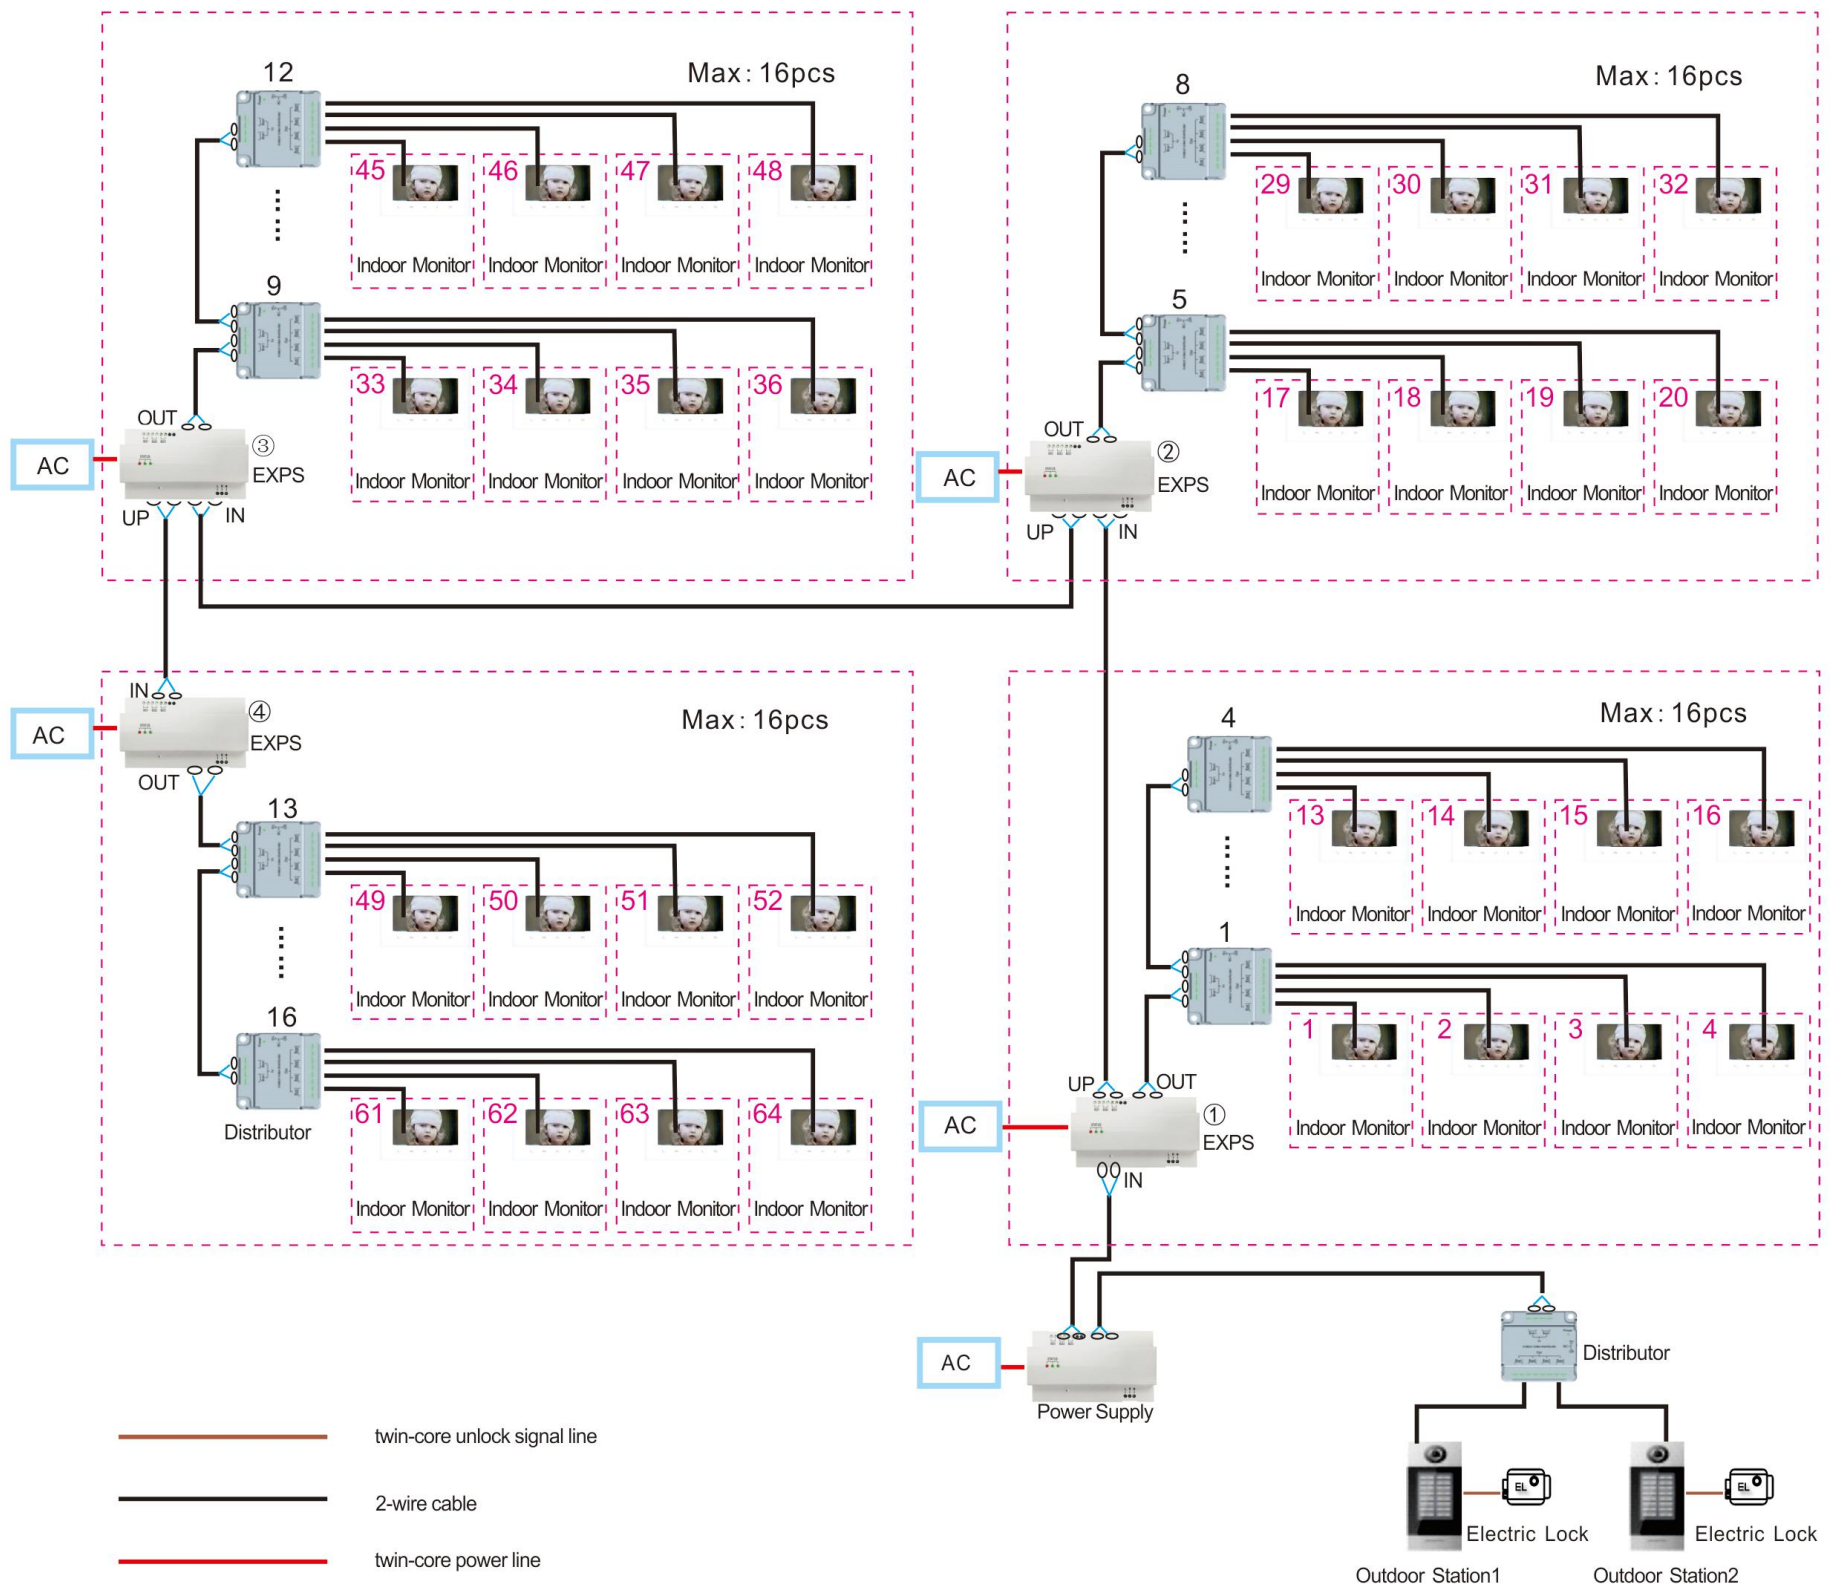 12
Max: 16pcs
45 46 47 48
Indoor Monitor Indoor Monitor Indoor Monitor Indoor Monitor
9
33 34 35 36
OUT
③
AC
EXPS
Indoor Monitor Indoor Monitor Indoor Monitor Indoor Monitor
UP IN
8
Max: 16pcs
29 30 31 32
Indoor Monitor Indoor Monitor Indoor Monitor Indoor Monitor
5
17 18 19 20
OUT
②
AC
EXPS
Indoor Monitor Indoor Monitor Indoor Monitor Indoor Monitor
UP IN
IN
④
Max: 16pcs
AC
EXPS
OUT
13
49 50 51 52
Indoor Monitor Indoor Monitor Indoor Monitor Indoor Monitor
16
61 62 63 64
Distributor
Indoor Monitor Indoor Monitor Indoor Monitor Indoor Monitor
4
Max: 16pcs
13 14 15 16
Indoor Monitor Indoor Monitor Indoor Monitor Indoor Monitor
1
1 2 3 4
UP OUT
①
AC
EXPS
Indoor Monitor Indoor Monitor Indoor Monitor Indoor Monitor
IN
AC
Power Supply
Distributor
EL EL
Electric Lock Electric Lock
Outdoor Station1 Outdoor Station2
twin-core unlock signal line
2-wire cable
twin-core power line